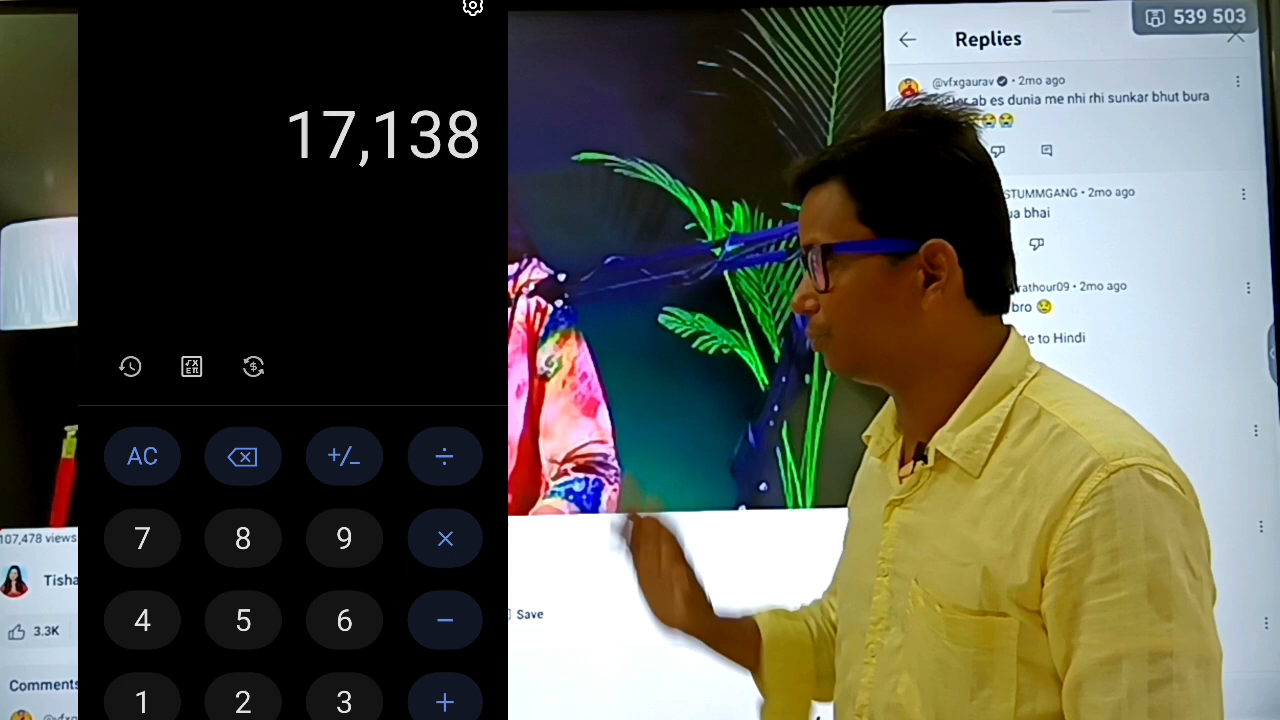 17,138
AC
+/_
÷
7
8
9
×
4
5
6
−
1
2
3
+
107,478 views
Tisha
3.3K
Comments
@vfxg
Save
539 503
Replies
@vfxgaurav • 2mo ago
ab es dunia me nhi rhi sunkar bhut bura
😭😭
STUMMGANG • 2mo ago
bhai
rathour09 • 2mo ago
bro 😢
to Hindi